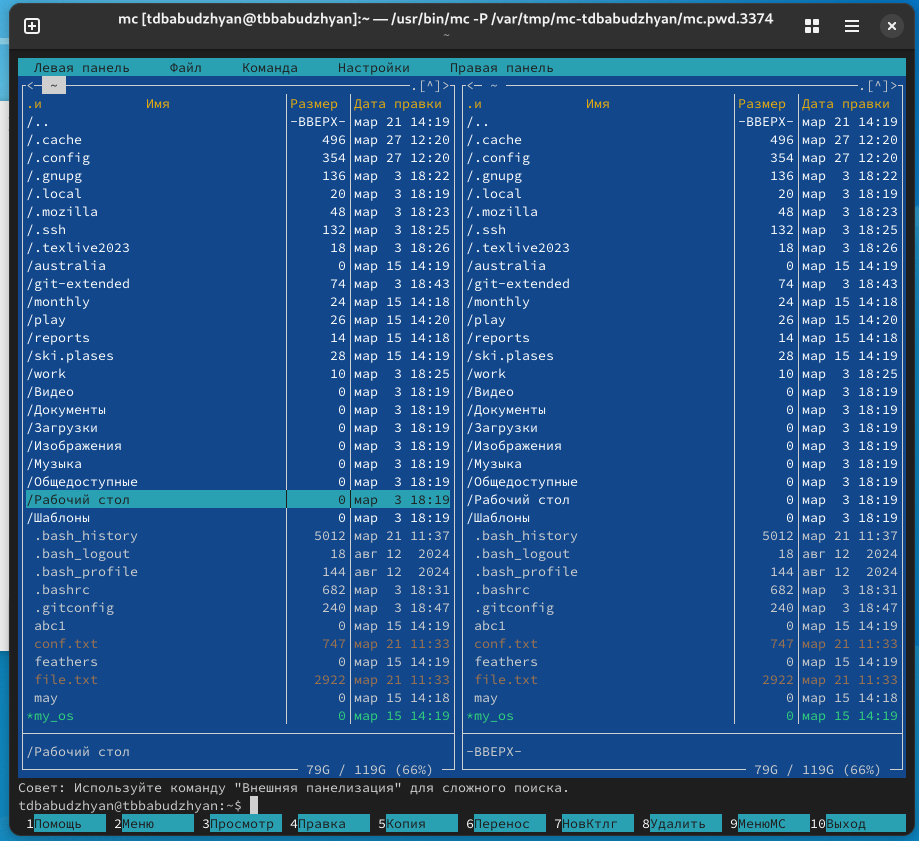 mc [tdbabudzhyan@tbbabudzhyan]:~ — /usr/bin/mc -P /var/tmp/mc-tdbabudzhyan/mc.pwd.3374
~
Левая панель Файл Команда Настройки Правая панель
<— ~ .[^]> <— ~ .[^]>
.и Имя Размер Дата правки .и Имя Размер Дата правки
/.. -ВВЕРХ- мар 21 14:19 /.. -ВВЕРХ- мар 21 14:19
/.cache 496 мар 27 12:20 /.cache 496 мар 27 12:20
/.config 354 мар 27 12:20 /.config 354 мар 27 12:20
/.gnupg 136 мар 3 18:22 /.gnupg 136 мар 3 18:22
/.local 20 мар 3 18:19 /.local 20 мар 3 18:19
/.mozilla 48 мар 3 18:23 /.mozilla 48 мар 3 18:23
/.ssh 132 мар 3 18:25 /.ssh 132 мар 3 18:25
/.texlive2023 18 мар 3 18:26 /.texlive2023 18 мар 3 18:26
/australia 0 мар 15 14:19 /australia 0 мар 15 14:19
/git-extended 74 мар 3 18:43 /git-extended 74 мар 3 18:43
/monthly 24 мар 15 14:18 /monthly 24 мар 15 14:18
/play 26 мар 15 14:20 /play 26 мар 15 14:20
/reports 14 мар 15 14:18 /reports 14 мар 15 14:18
/ski.plases 28 мар 15 14:19 /ski.plases 28 мар 15 14:19
/work 10 мар 3 18:25 /work 10 мар 3 18:25
/Видео 0 мар 3 18:19 /Видео 0 мар 3 18:19
/Документы 0 мар 3 18:19 /Документы 0 мар 3 18:19
/Загрузки 0 мар 3 18:19 /Загрузки 0 мар 3 18:19
/Изображения 0 мар 3 18:19 /Изображения 0 мар 3 18:19
/Музыка 0 мар 3 18:19 /Музыка 0 мар 3 18:19
/Общедоступные 0 мар 3 18:19 /Общедоступные 0 мар 3 18:19
/Рабочий стол 0 мар 3 18:19 /Рабочий стол 0 мар 3 18:19
/Шаблоны 0 мар 3 18:19 /Шаблоны 0 мар 3 18:19
.bash_history 5012 мар 21 11:37 .bash_history 5012 мар 21 11:37
.bash_logout 18 авг 12 2024 .bash_logout 18 авг 12 2024
.bash_profile 144 авг 12 2024 .bash_profile 144 авг 12 2024
.bashrc 682 мар 3 18:31 .bashrc 682 мар 3 18:31
.gitconfig 240 мар 3 18:47 .gitconfig 240 мар 3 18:47
abc1 0 мар 15 14:19 abc1 0 мар 15 14:19
conf.txt 747 мар 21 11:33 conf.txt 747 мар 21 11:33
feathers 0 мар 15 14:19 feathers 0 мар 15 14:19
file.txt 2922 мар 21 11:33 file.txt 2922 мар 21 11:33
may 0 мар 15 14:18 may 0 мар 15 14:18
*my_os 0 мар 15 14:19 *my_os 0 мар 15 14:19
/Рабочий стол -ВВЕРХ-
79G / 119G (66%) 79G / 119G (66%)
Совет: Используйте команду "Внешняя панелизация" для сложного поиска.
tdbabudzhyan@tbbabudzhyan:~$
1Помощь 2Меню 3Просмотр 4Правка 5Копия 6Перенос 7НовКтлг 8Удалить 9МенюМС 10Выход